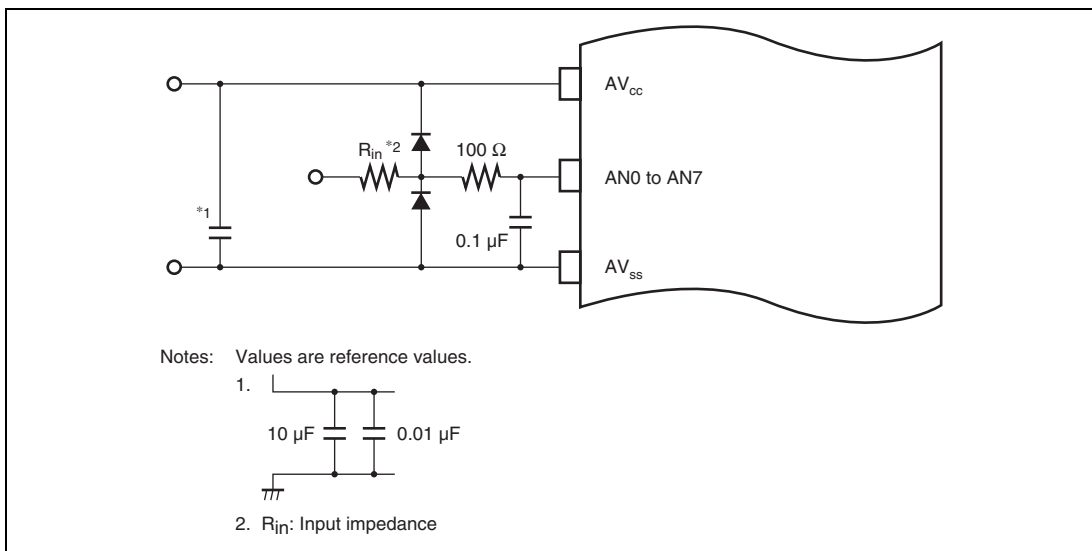 AVcc
Rin *2
100 Ω
AN0 to AN7
*1
0.1 µF
AVss
Notes: Values are reference values.
1.
10 µF
0.01 µF
2. Rin: Input impedance